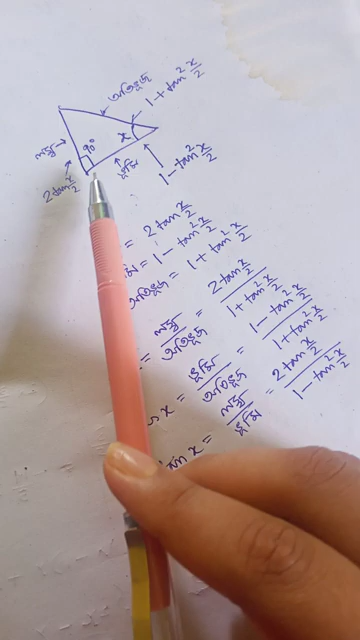 অতিভুজ
1 + tan² x/2
লম্ব →
90°
x
ভূমি
2 tan x/2
1 - tan² x/2
= 2 tan x/2
= 1 - tan² x/2
অতিভুজ = 1 + tan² x/2
= লম্ব/অতিভুজ = 2 tan x/2 / 1 + tan² x/2
s x = ভূমি/অতিভুজ = 1 - tan² x/2 / 1 + tan² x/2
tan x = লম্ব/ভূমি = 2 tan x/2 / 1 - tan² x/2